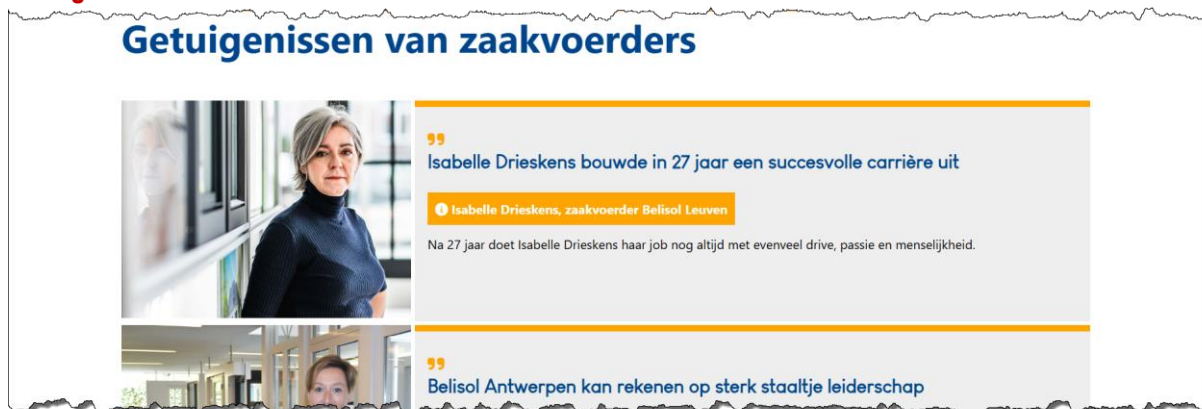 Getuigenissen van zaakvoerders
Isabelle Drieskens bouwde in 27 jaar een succesvolle carrière uit
Isabelle Drieskens, zaakvoerder Belisol Leuven
Na 27 jaar doet Isabelle Drieskens haar job nog altijd met evenveel drive, passie en menselijkheid.
Belisol Antwerpen kan rekenen op sterk staaltje leiderschap